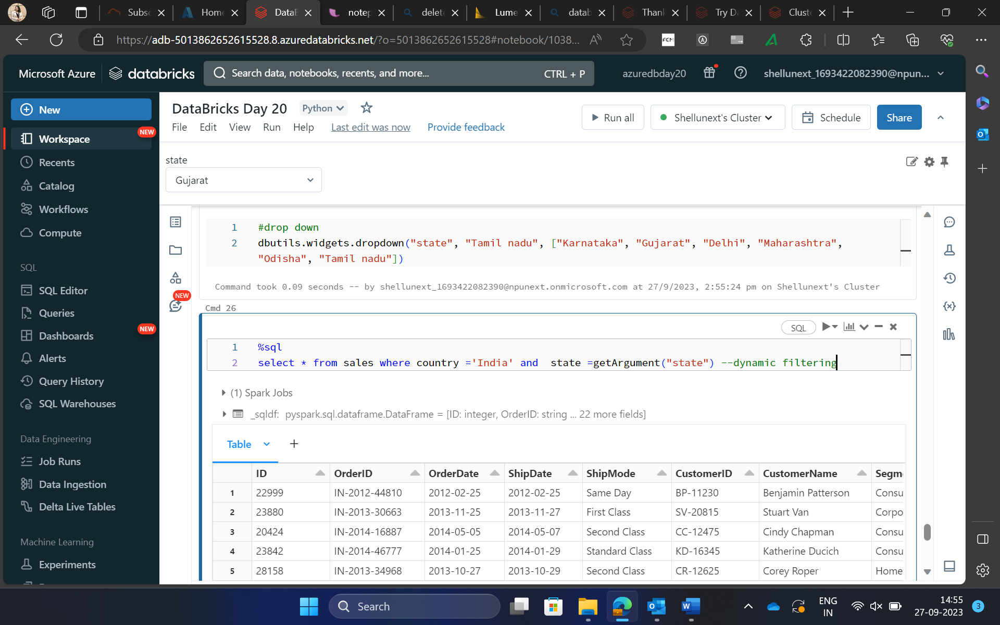 Subsc
Home
DataB
notep
delet
Lume
datab
Thank
Try Da
Cluste
https://adb-5013862652615528.8.azuredatabricks.net/?o=5013862652615528#notebook/1038...
Microsoft Azure
databricks
Search data, notebooks, recents, and more...
CTRL + P
azuredbday20
shellunext_1693422082390@npun...
New
Workspace
NEW
Recents
Catalog
Workflows
Compute
SQL
SQL Editor
Queries
Dashboards
NEW
Alerts
Query History
SQL Warehouses
Data Engineering
Job Runs
Data Ingestion
Delta Live Tables
Machine Learning
Experiments
DataBricks Day 20
Python
File Edit View Run Help Last edit was now Provide feedback
Run all
Shellunext's Cluster
Schedule
Share
state
Gujarat
NEW
1 #drop down
2 dbutils.widgets.dropdown("state", "Tamil nadu", ["Karnataka", "Gujarat", "Delhi", "Maharashtra",
"Odisha", "Tamil nadu"])
Command took 0.09 seconds -- by shellunext_1693422082390@npunext.onmicrosoft.com at 27/9/2023, 2:55:24 pm on Shellunext's Cluster
Cmd 26
SQL
1 %sql
2 select * from sales where country ='India' and  state =getArgument("state") --dynamic filtering
(1) Spark Jobs
_sqldf: pyspark.sql.dataframe.DataFrame = [ID: integer, OrderID: string ... 22 more fields]
Table +
ID OrderID OrderDate ShipDate ShipMode CustomerID CustomerName Segm
1 22999 IN-2012-44810 2012-02-25 2012-02-25 Same Day BP-11230 Benjamin Patterson Consu
2 23880 IN-2013-30663 2013-11-25 2013-11-27 First Class SV-20815 Stuart Van Corpo
3 20424 IN-2014-16887 2014-05-05 2014-05-07 Second Class CC-12475 Cindy Chapman Consu
4 23842 IN-2014-46777 2014-01-25 2014-01-29 Standard Class KD-16345 Katherine Ducich Consu
5 28158 IN-2013-34968 2013-10-27 2013-10-29 Second Class CR-12625 Corey Roper Home
Search
ENG
IN
14:55
27-09-2023
3